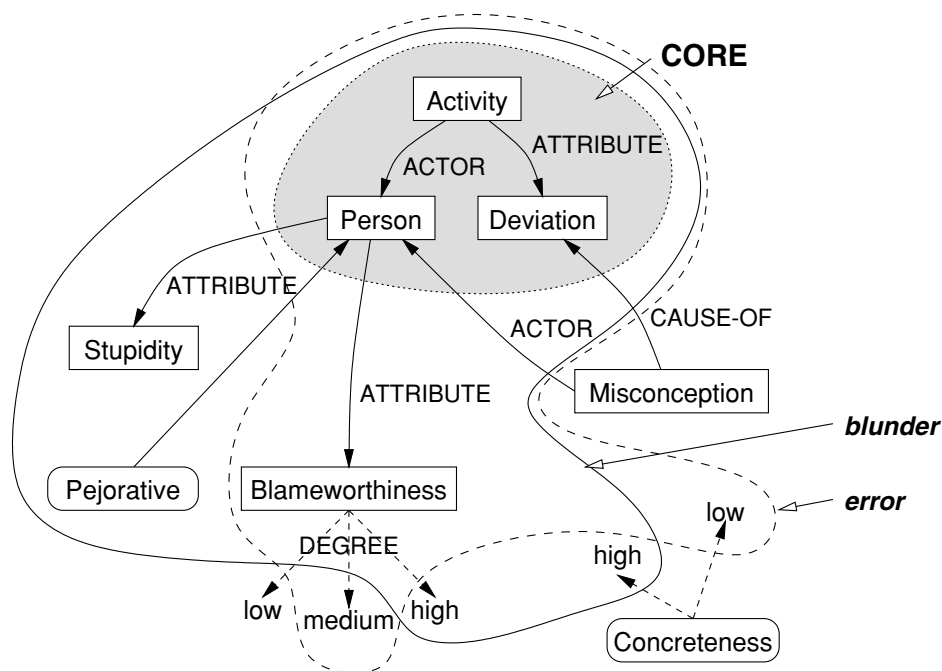 CORE
Activity
ATTRIBUTE
ACTOR
Person
Deviation
ATTRIBUTE
CAUSE-OF
ACTOR
Stupidity
Misconception
ATTRIBUTE
blunder
Pejorative
Blameworthiness
error
low
DEGREE
high
low
high
medium
Concreteness